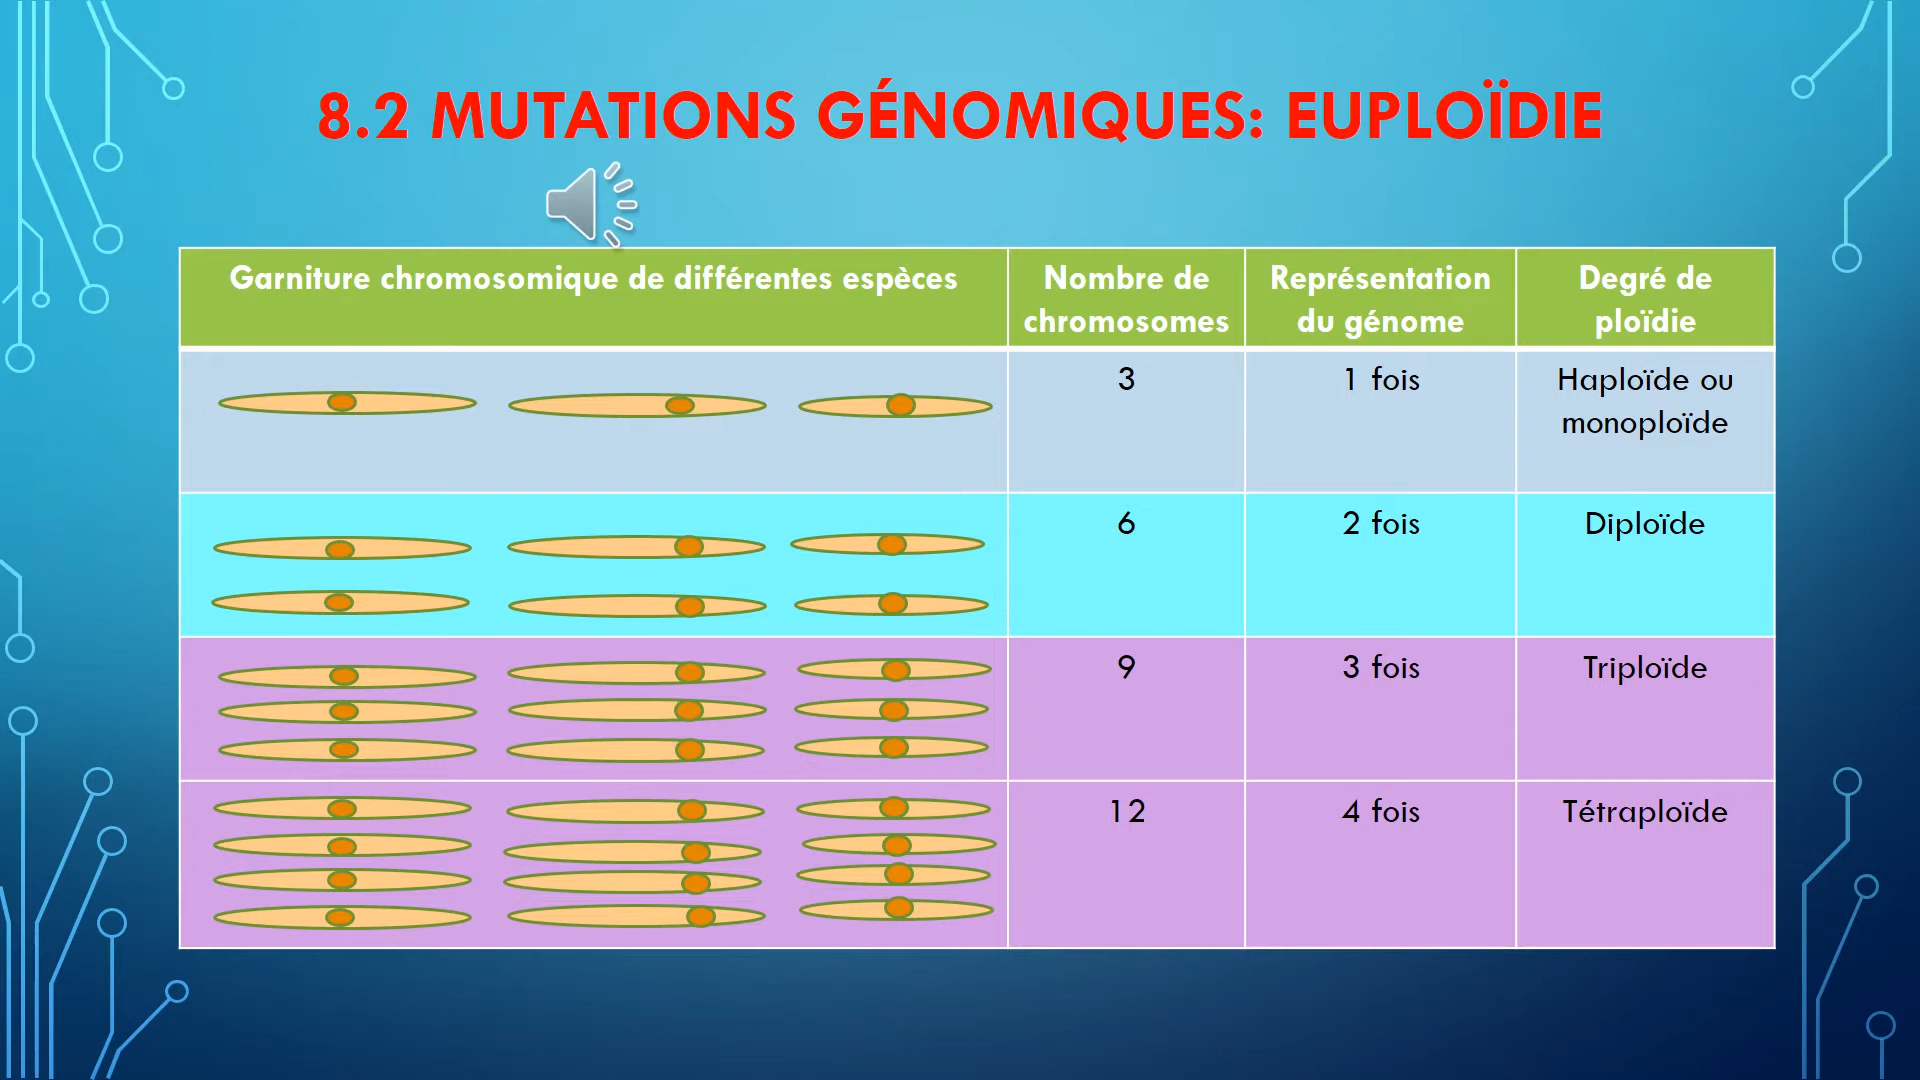 8.2 MUTATIONS GÉNOMIQUES: EUPLOÏDIE
Garniture chromosomique de différentes espèces
Nombre de
chromosomes
Représentation
du génome
Degré de
ploïdie
3
1 fois
Haploïde ou
monoploïde
6
2 fois
Diploïde
9
3 fois
Triploïde
12
4 fois
Tétraploïde